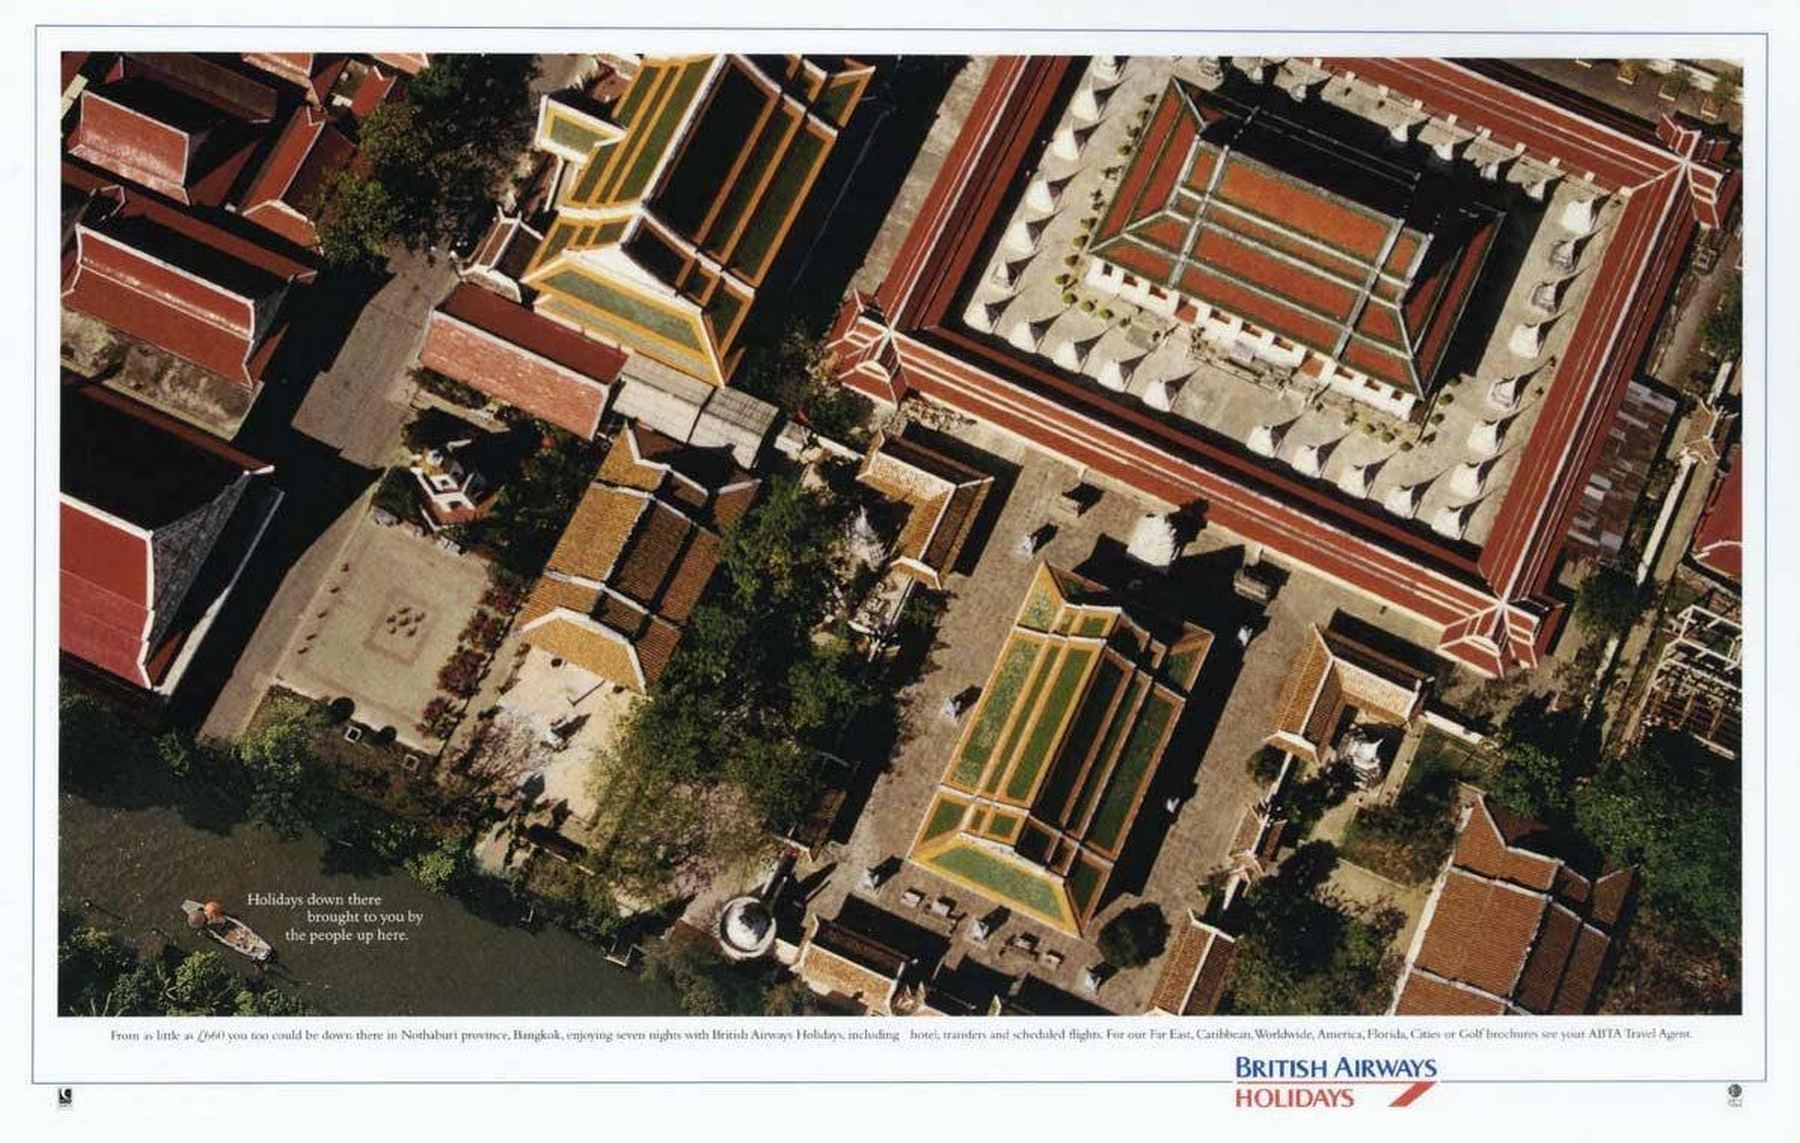 Holidays down there
brought to you by
the people up here.
From as little as £660 you too could be down there in Nothaburi province, Bangkok, enjoying seven nights with British Airways Holidays, including hotel, transfers and scheduled flights. For our Far East, Caribbean, Worldwide, America, Florida, Cities or Golf brochures see your ABTA Travel Agent.
BRITISH AIRWAYS
HOLIDAYS